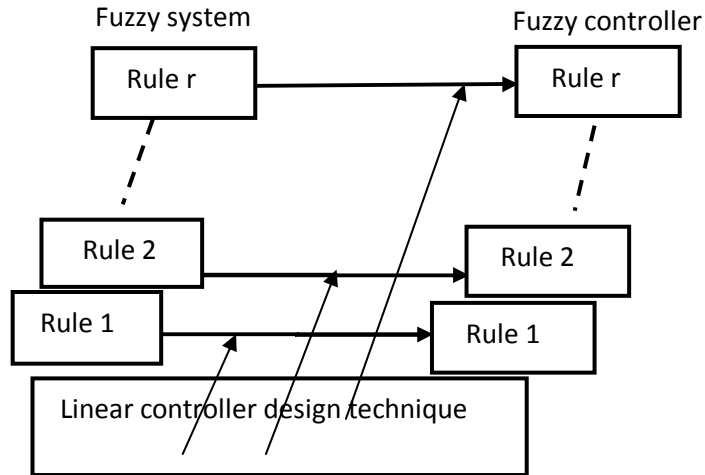 Fuzzy system
Fuzzy controller
Rule r
Rule r
Rule 2
Rule 2
Rule 1
Rule 1
Linear controller design technique